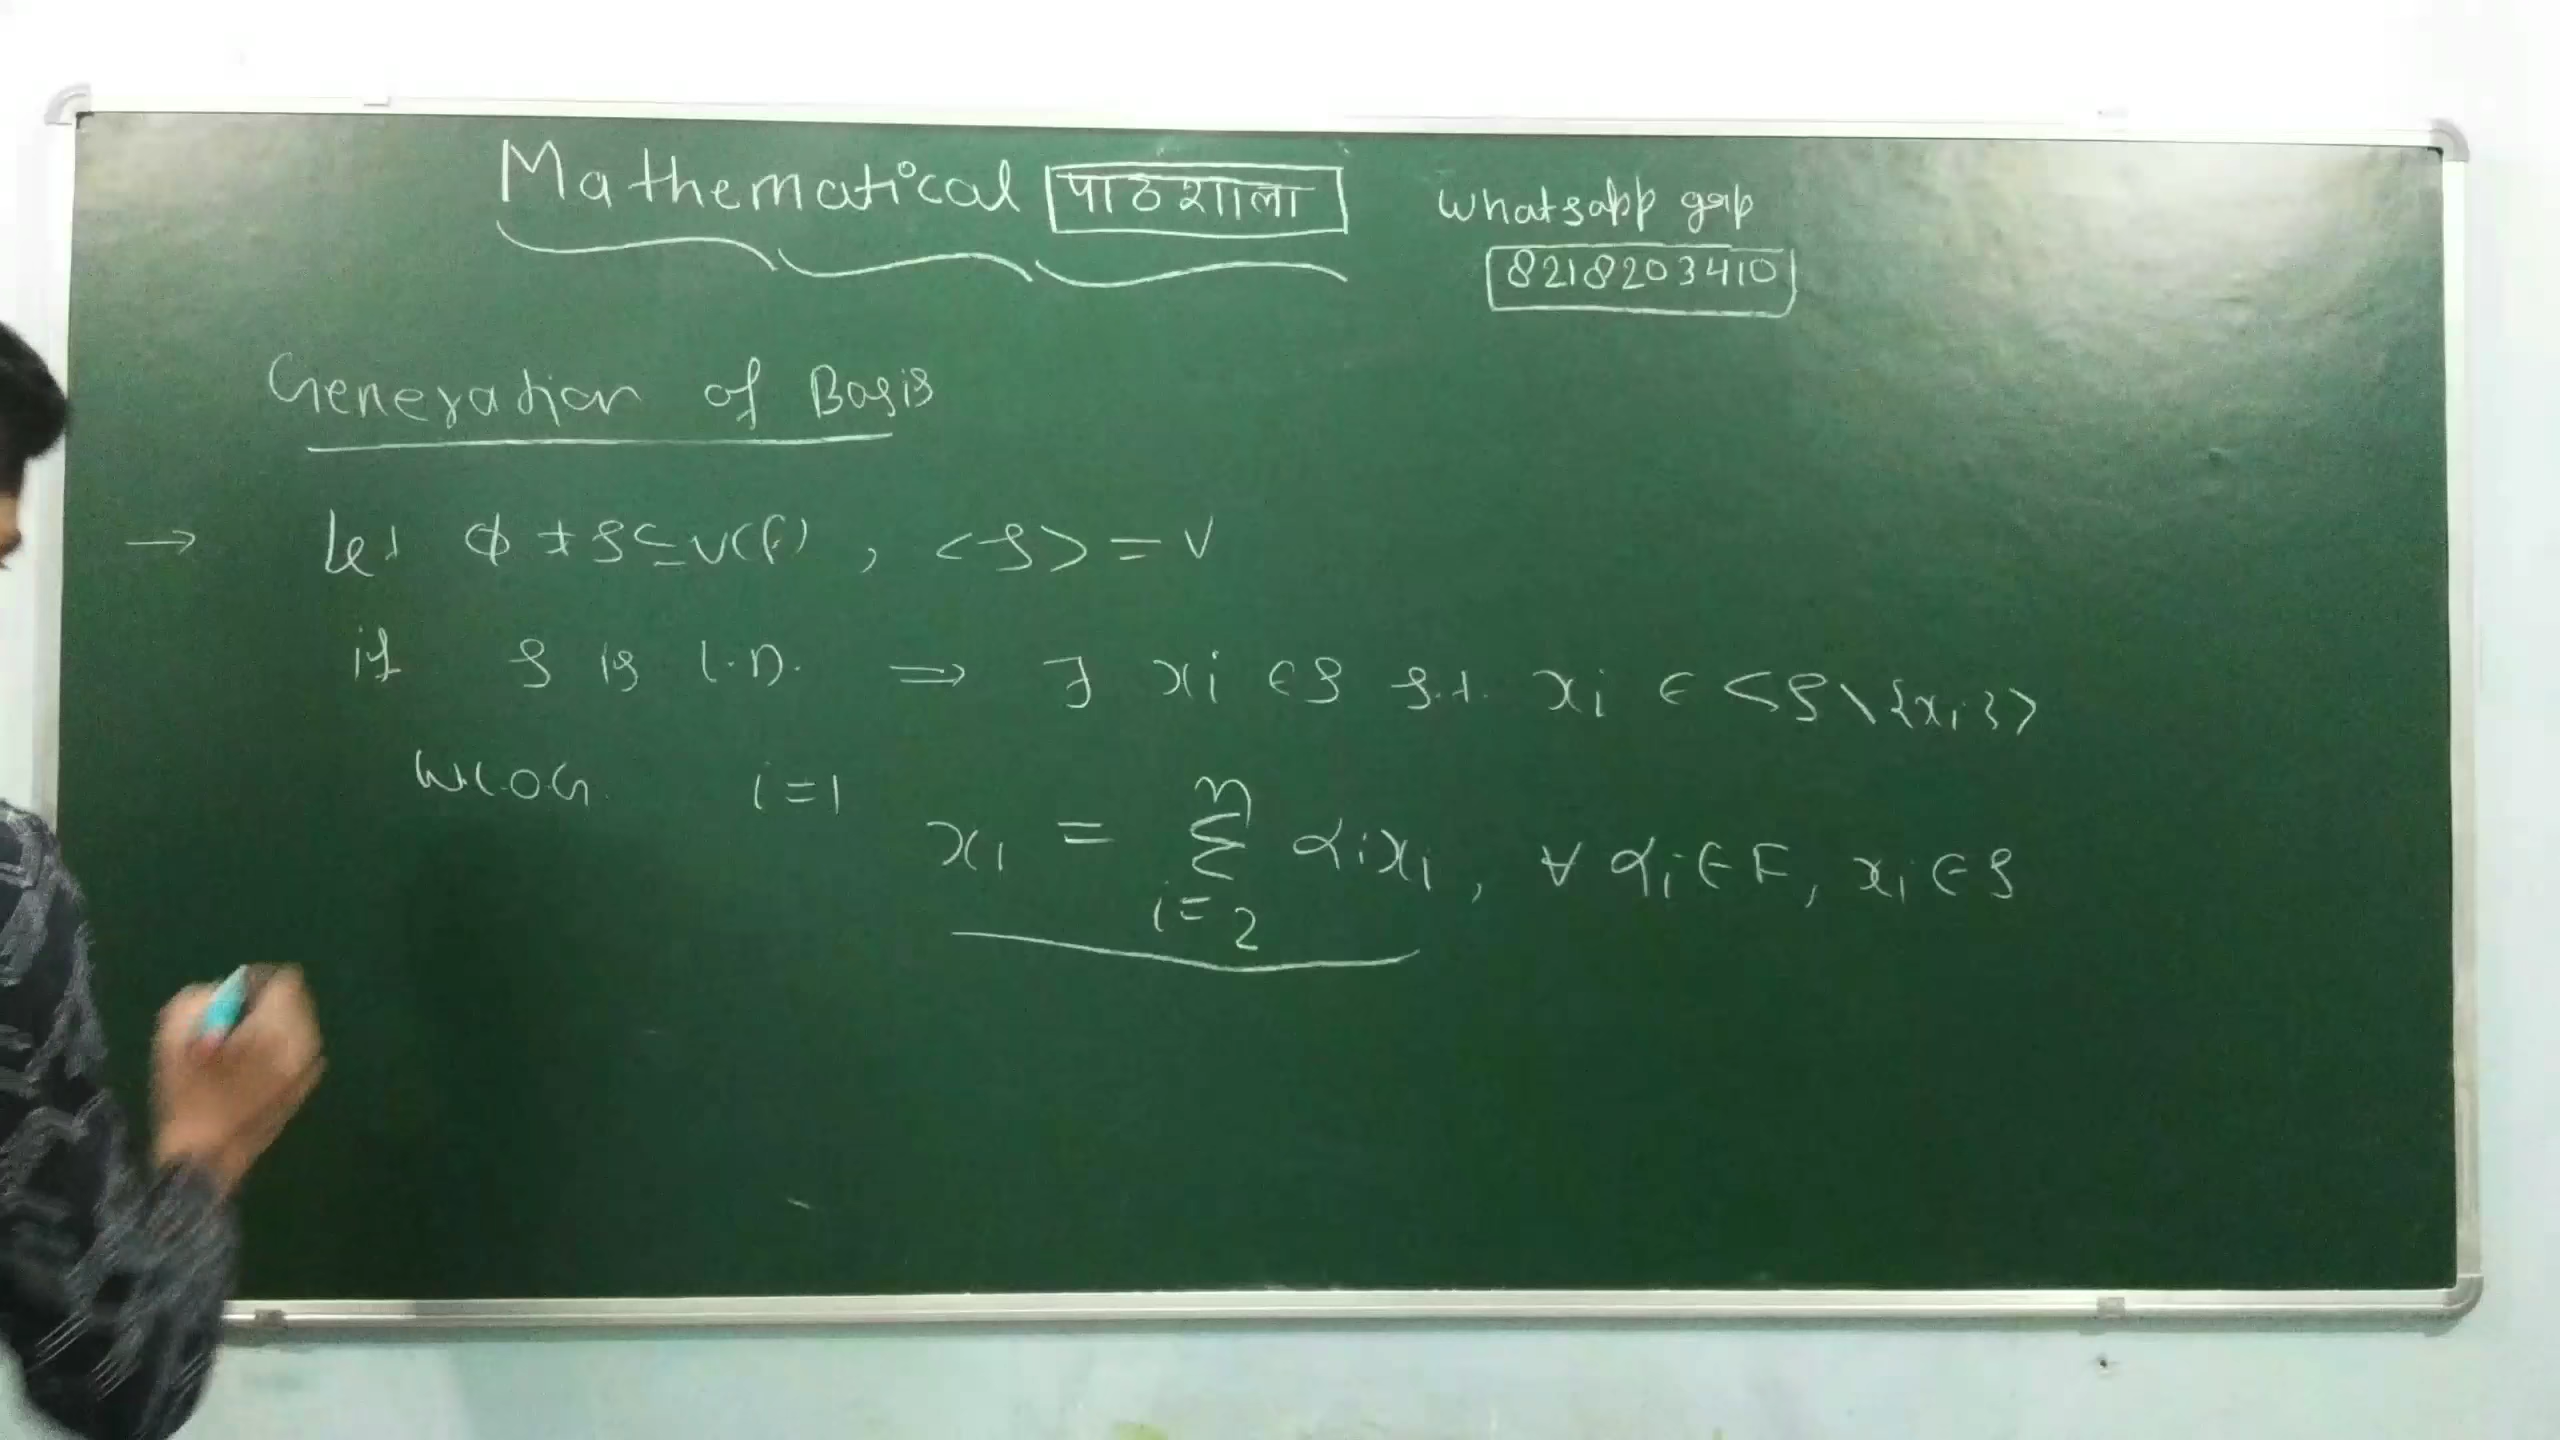 Mathematical पाठशाला
Whatsapp grp
8218203410
Generation of Basis
→ Let ϕ ≠ S ⊆ V(F) , <S> = V
if S is L.D. ⇒ ∃ xi ∈ S s.t. xi ∈ <S \ {xi}>
W.L.O.G. i=1
x₁ = Σ_{i=2}^{n} αi xi , ∀ αi ∈ F, xi ∈ S